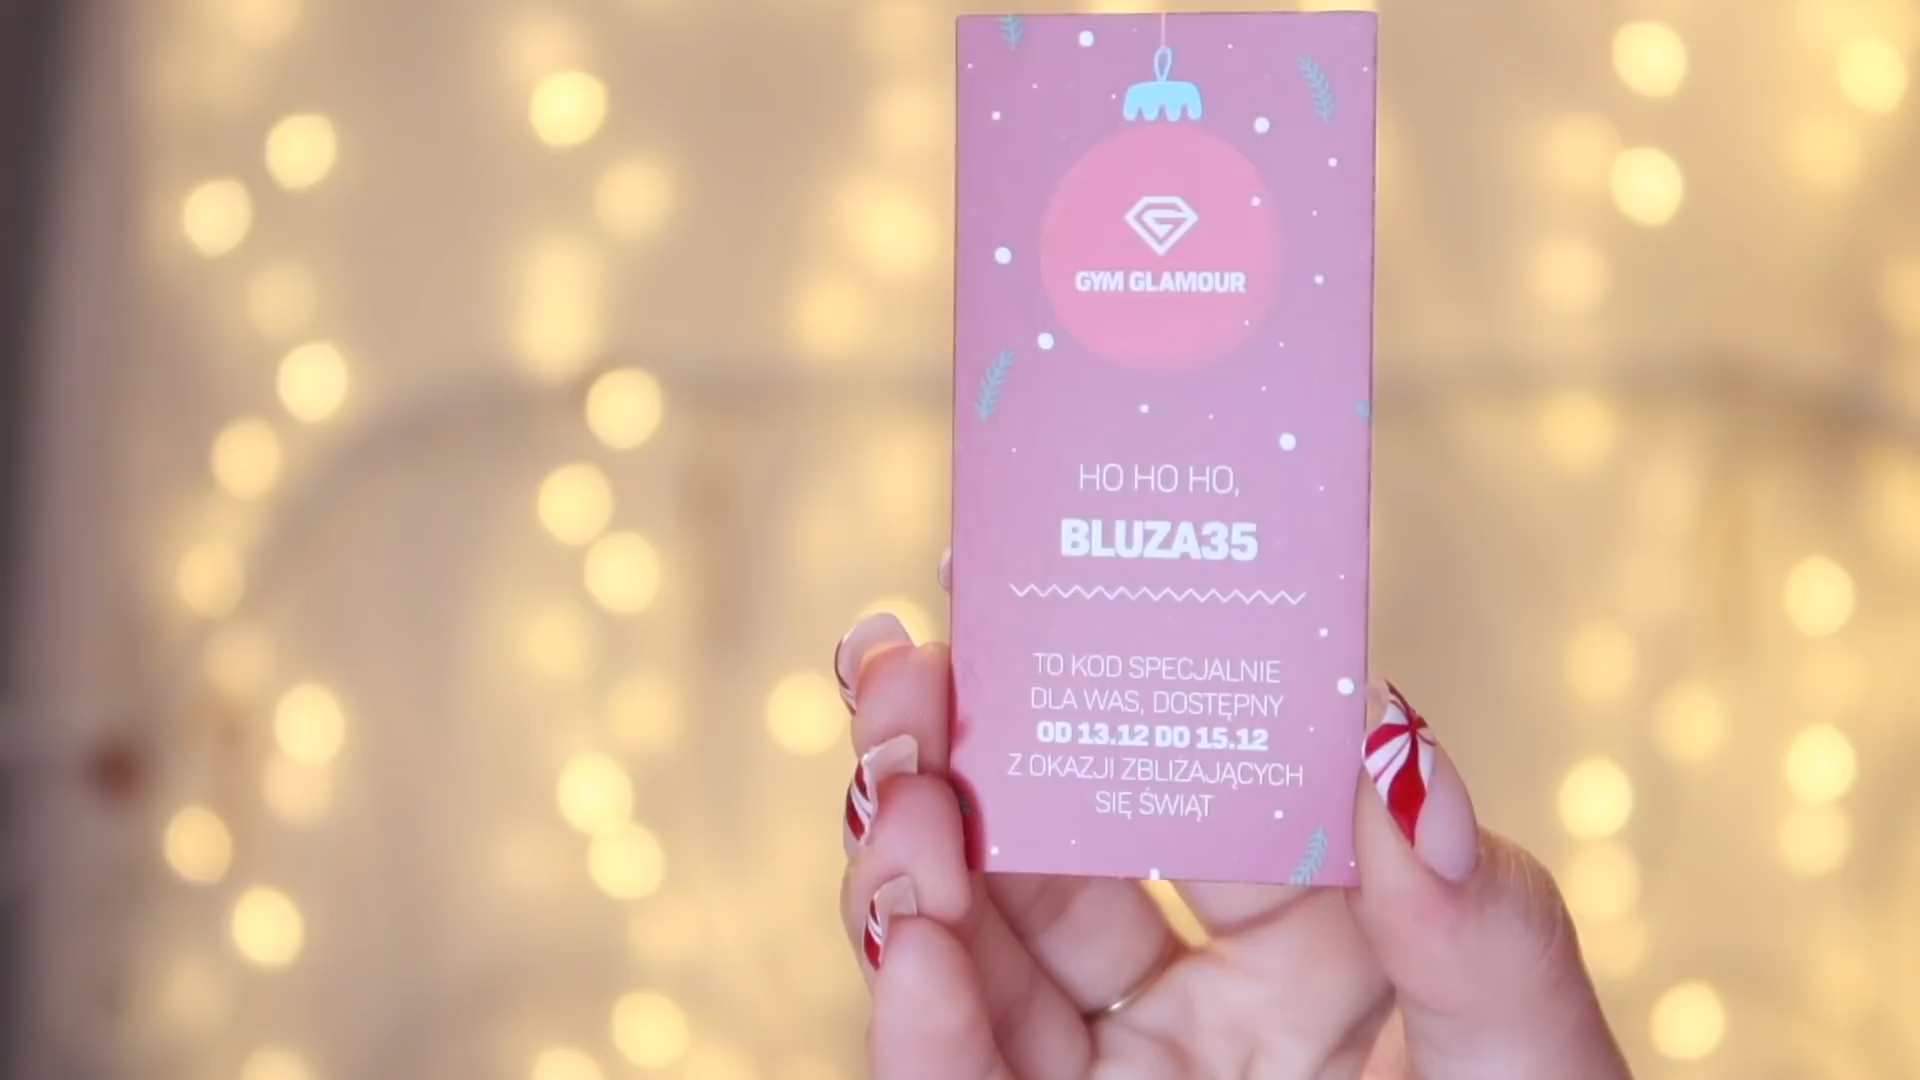 GYM GLAMOUR
HO HO HO,
BLUZA35
TO KOD SPECJALNIE
DLA WAS, DOSTĘPNY
OD 13.12 DO 15.12
Z OKAZJI ZBLIŻAJĄCYCH
SIĘ ŚWIĄT